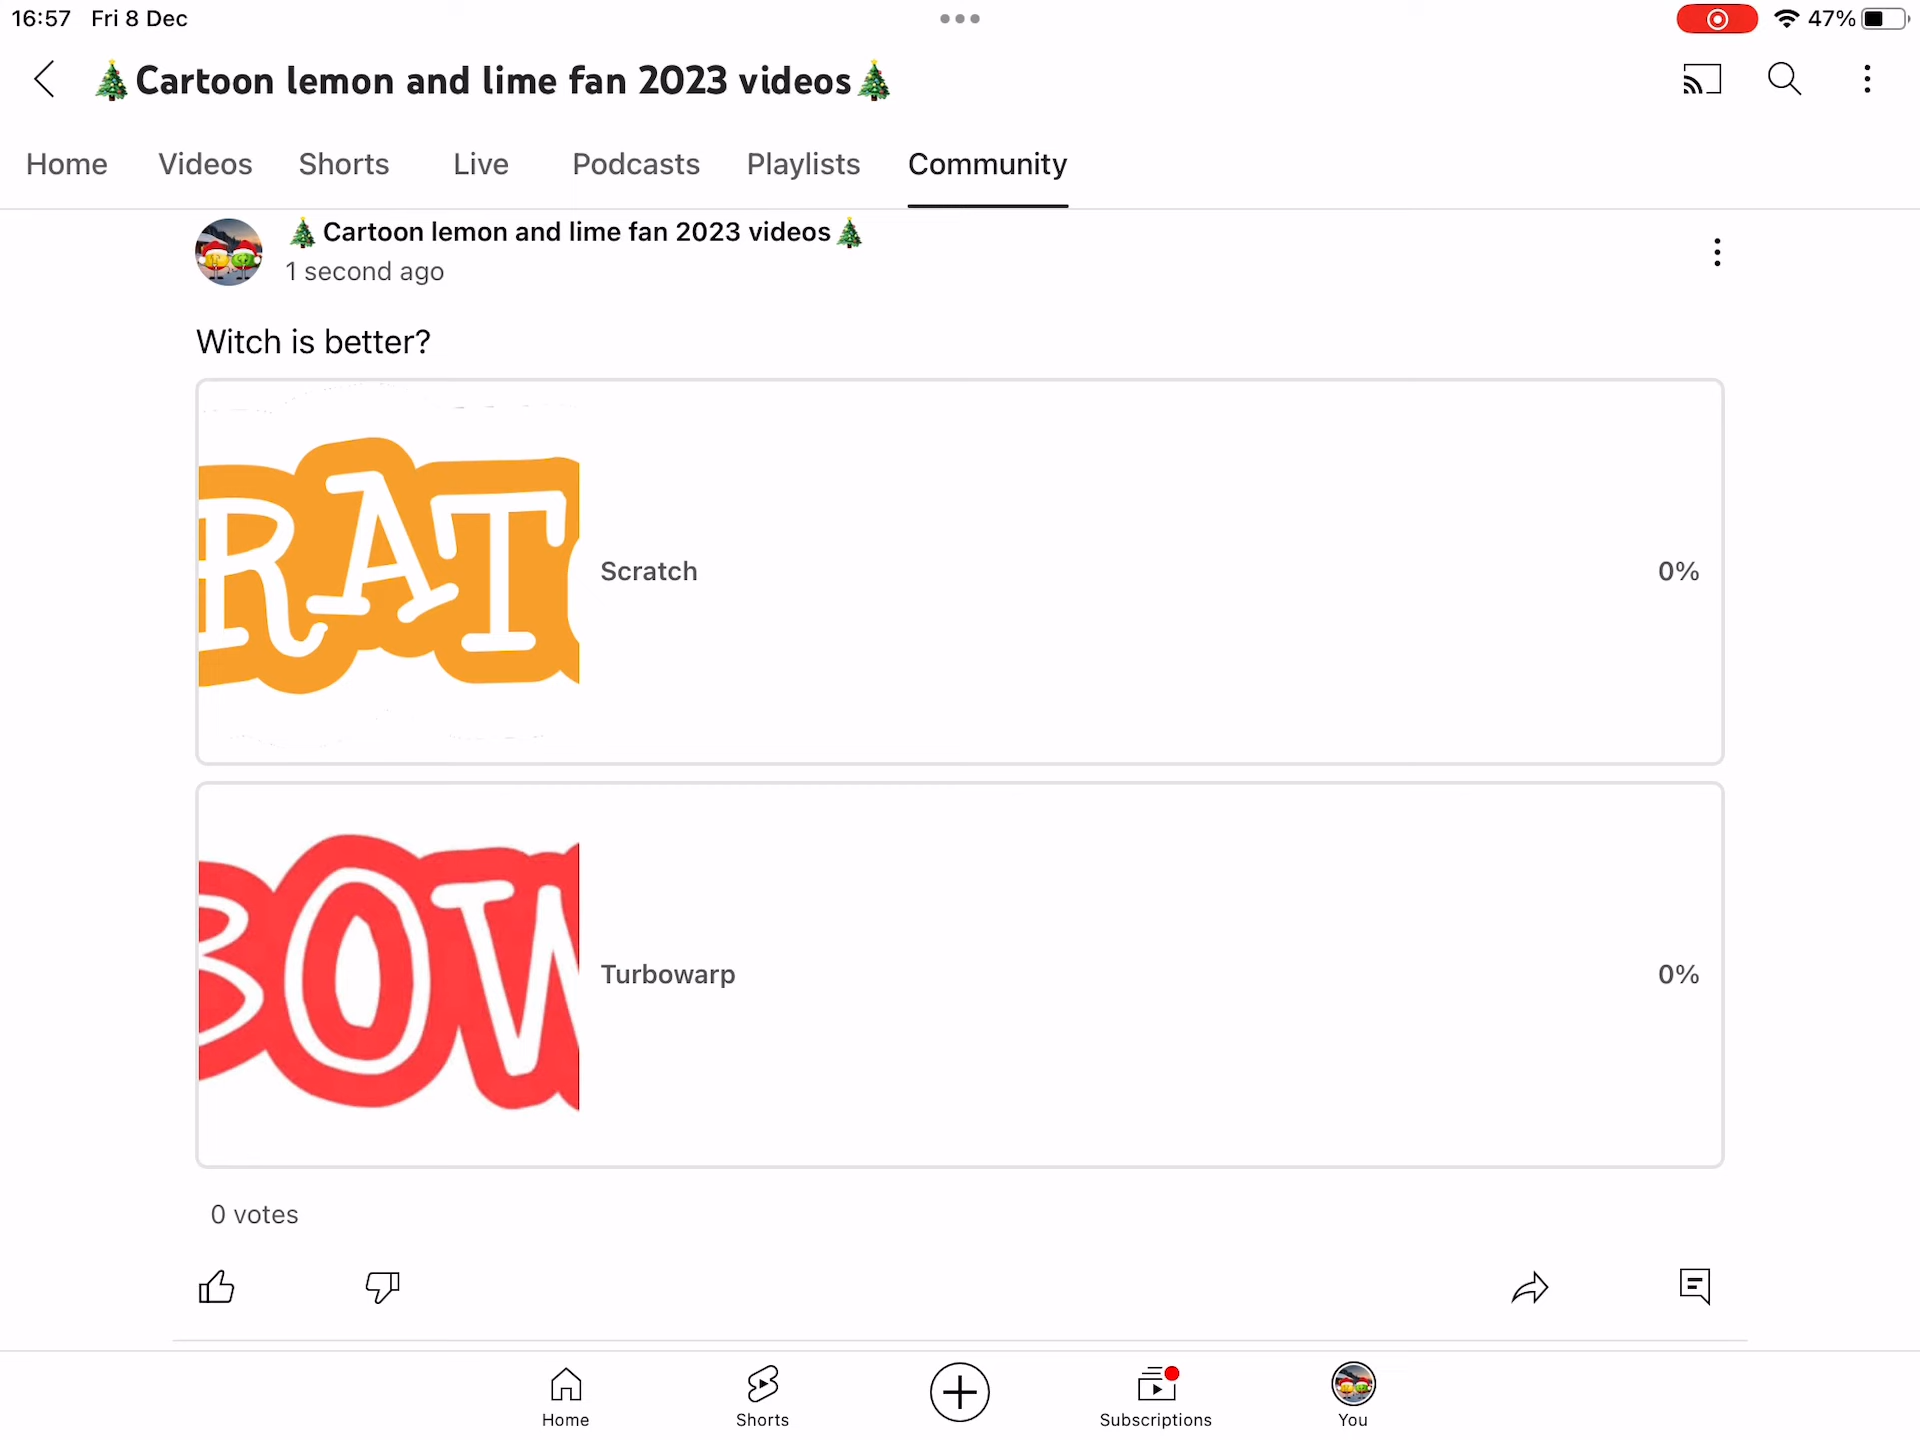 16:57 Fri 8 Dec
47%
🎄Cartoon lemon and lime fan 2023 videos🎄
Home Videos Shorts Live Podcasts Playlists Community
🎄Cartoon lemon and lime fan 2023 videos🎄
1 second ago
Witch is better?
RAT
Scratch 0%
BOW
Turbowarp 0%
0 votes
Home Shorts Subscriptions You